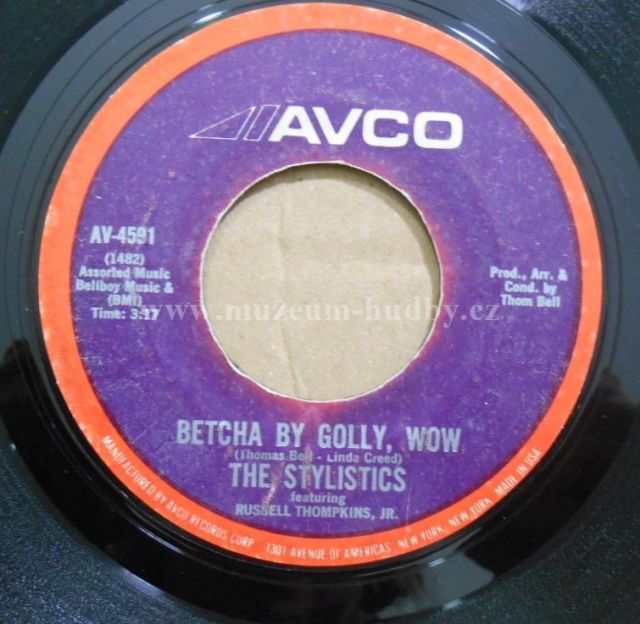 AVCO
AV-4591
(1482)
Assorted Music
Bellboy Music &
(BMI)
Time: 3:17
Prod., Arr. &
Cond. by
Thom Bell
www.muzeum-hudby.cz
BETCHA BY GOLLY, WOW
(Thomas Bell - Linda Creed)
THE STYLISTICS
featuring
RUSSELL THOMPKINS, JR.
MANUFACTURED BY AVCO RECORDS CORP. 1301 AVENUE OF AMERICAS, NEW YORK, NEW YORK. MADE IN USA